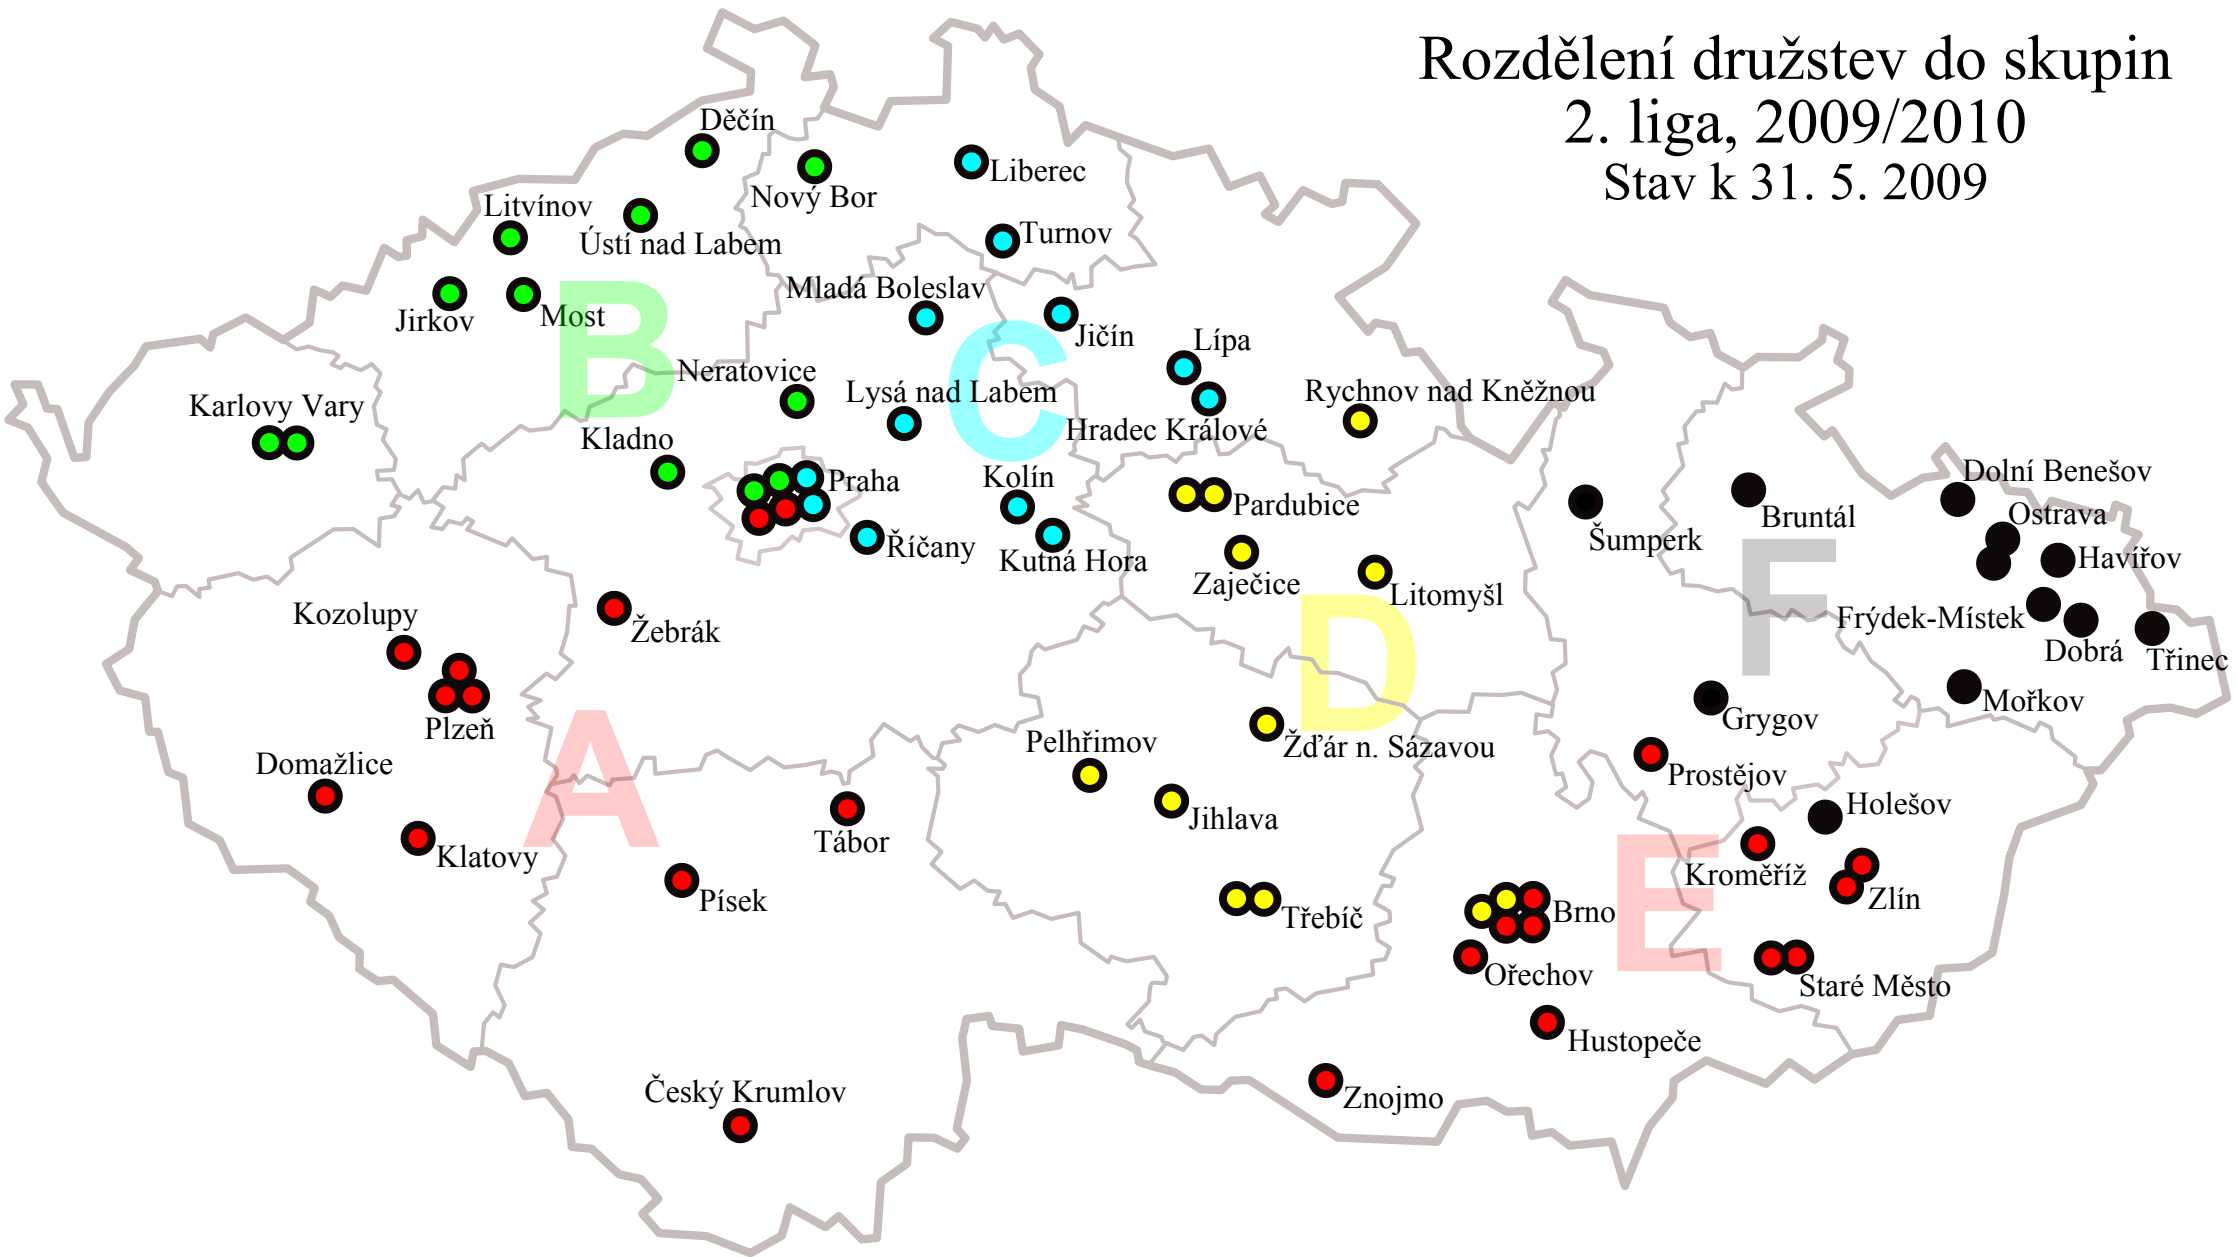 Rozdělení družstev do skupin
2. liga, 2009/2010
Stav k 31. 5. 2009
Děčín
Nový Bor
Liberec
Litvínov
Ústí nad Labem
Turnov
Mladá Boleslav
Jirkov
Most
B
Jičín
Lípa
Neratovice
Lysá nad Labem
C
Rychnov nad Kněžnou
Karlovy Vary
Kladno
Hradec Králové
Praha
Kolín
Pardubice
Dolní Benešov
Bruntál
Ostrava
Šumperk
Říčany
Kutná Hora
Zaječice
Litomyšl
Havířov
F
Kozolupy
Žebrák
Frýdek-Místek
Dobrá
Třinec
D
Mořkov
Plzeň
Grygov
Pelhřimov
Žďár n. Sázavou
Domažlice
A
Prostějov
Holešov
Jihlava
Tábor
Klatovy
Kroměříž
E
Písek
Třebíč
Brno
Zlín
Ořechov
Staré Město
Hustopeče
Český Krumlov
Znojmo